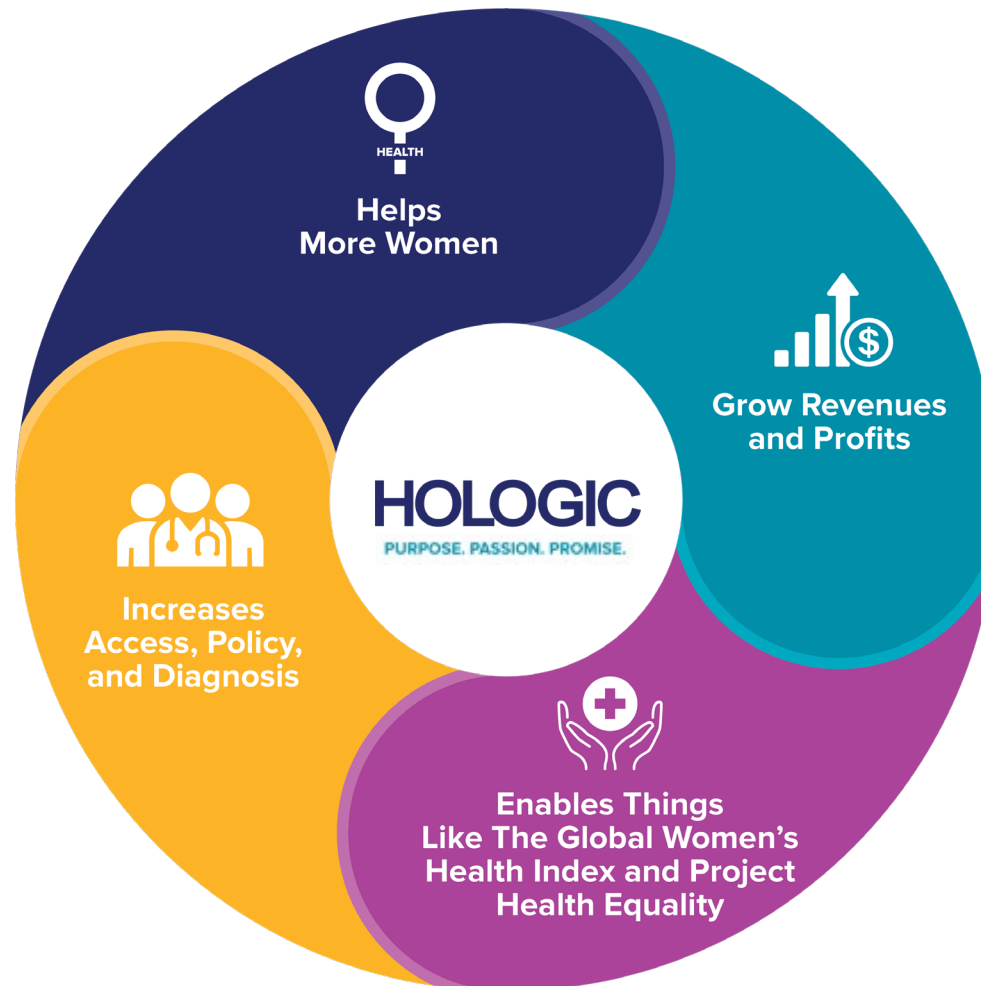 HEALTH
Helps
More Women
$
Grow Revenues
and Profits
HOLOGIC
PURPOSE. PASSION. PROMISE.
Increases
Access, Policy,
and Diagnosis
Enables Things
Like The Global Women’s
Health Index and Project
Health Equality